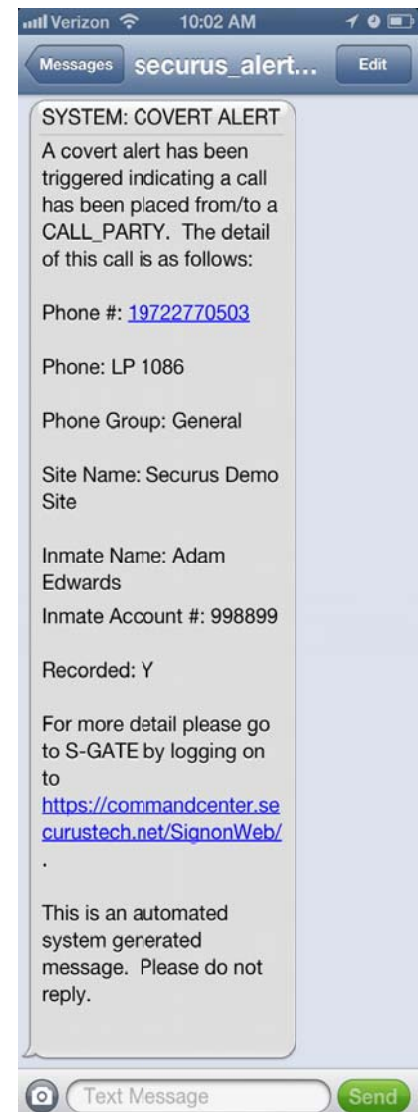 Verizon 10:02 AM
Messages securus_alert... Edit
SYSTEM: COVERT ALERT
A covert alert has been
triggered indicating a call
has been placed from/to a
CALL_PARTY. The detail
of this call is as follows:
Phone #: 19722770503
Phone: LP 1086
Phone Group: General
Site Name: Securus Demo
Site
Inmate Name: Adam
Edwards
Inmate Account #: 998899
Recorded: Y
For more detail please go
to S-GATE by logging on
to
https://commandcenter.se
curustech.net/SignonWeb/
.
This is an automated
system generated
message. Please do not
reply.
Text Message Send